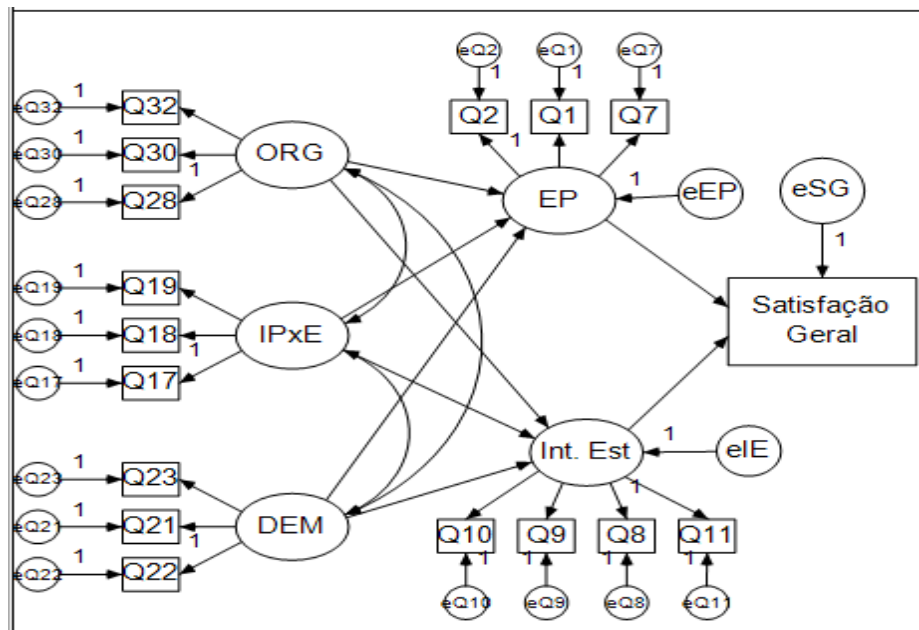 eQ2
eQ1
eQ7
1
1
1
Q2
Q1
Q7
1
eQ32
1
Q32
eQ30
1
Q30
eQ28
1
1
Q28
ORG
EP
1
eEP
eSG
1
Satisfação
Geral
eQ19
1
Q19
eQ18
1
Q18
eQ17
1
1
Q17
IPxE
eQ23
1
Q23
eQ21
1
Q21
eQ22
1
1
Q22
DEM
Int. Est
1
eIE
1
Q10
Q9
Q8
Q11
1
1
1
1
eQ10
eQ9
eQ8
eQ11